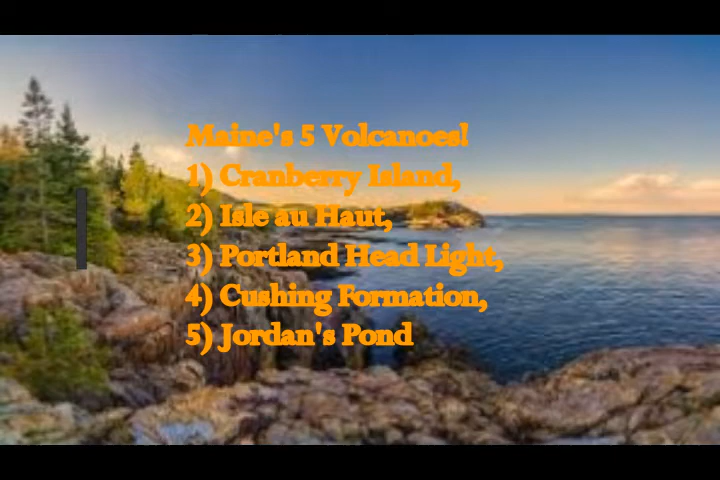 Maine's 5 Volcanoes!
1) Cranberry Island,
2) Isle au Haut,
3) Portland Head Light,
4) Cushing Formation,
5) Jordan's Pond